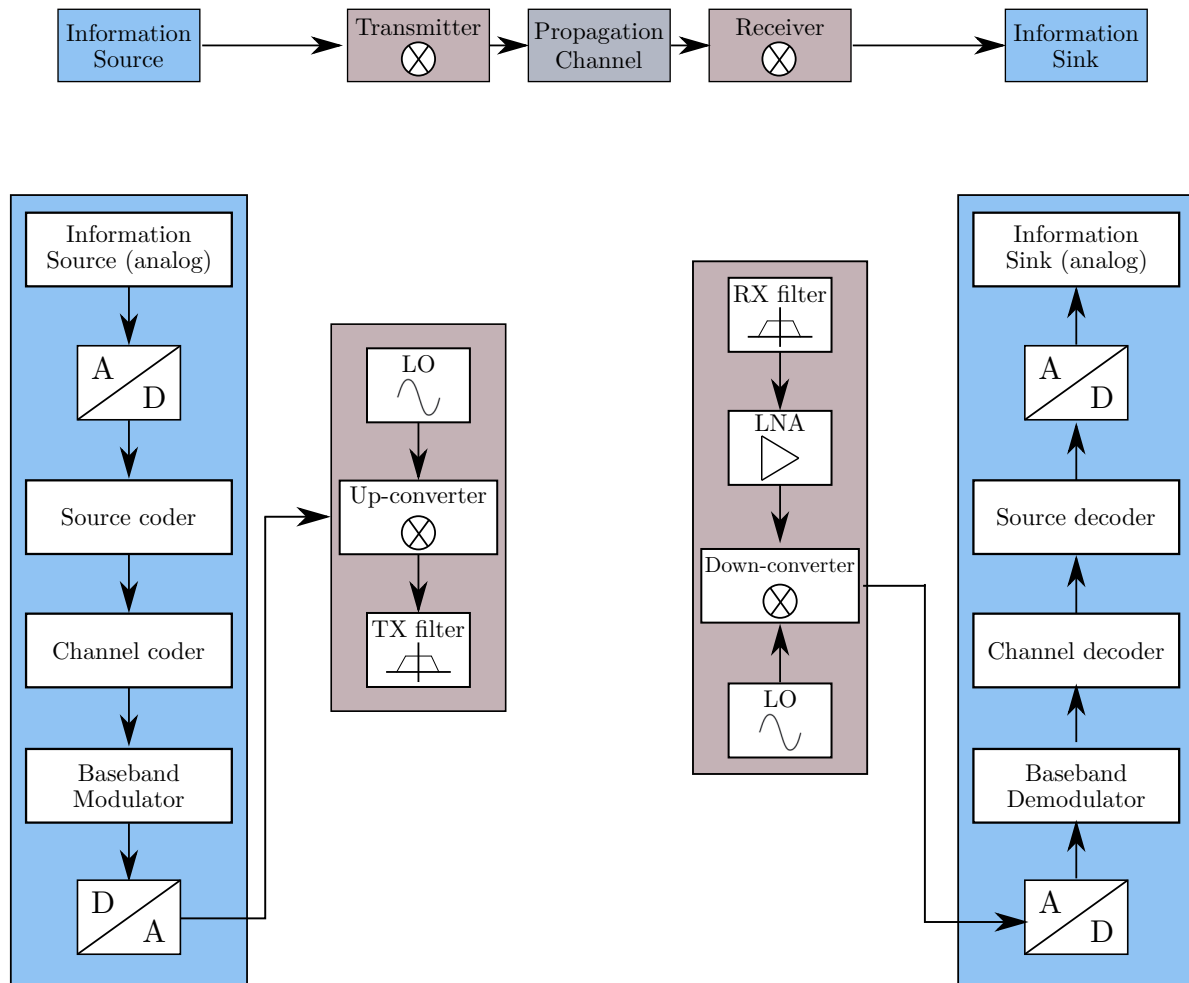 Information
Source
Transmitter
Propagation
Channel
Receiver
Information
Sink
Information
Source (analog)
A
D
Source coder
Channel coder
Baseband
Modulator
D
A
LO
Up-converter
TX filter
RX filter
LNA
Down-converter
LO
Information
Sink (analog)
A
D
Source decoder
Channel decoder
Baseband
Demodulator
A
D